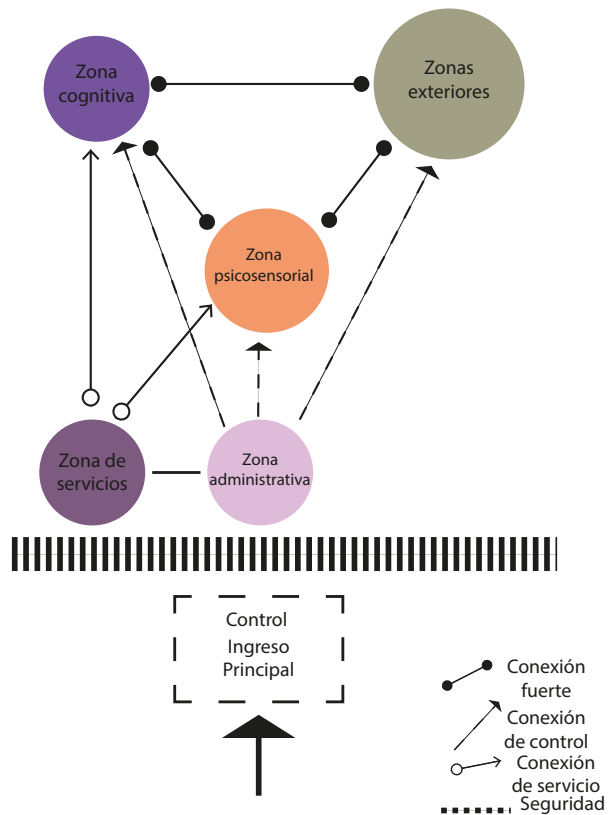 Zona
cognitiva
Zonas
exteriores
Zona
psicosensorial
Zona de
servicios
Zona
administrativa
Control
Ingreso
Principal
Conexión
fuerte
Conexión
de control
Conexión
de servicio
Seguridad